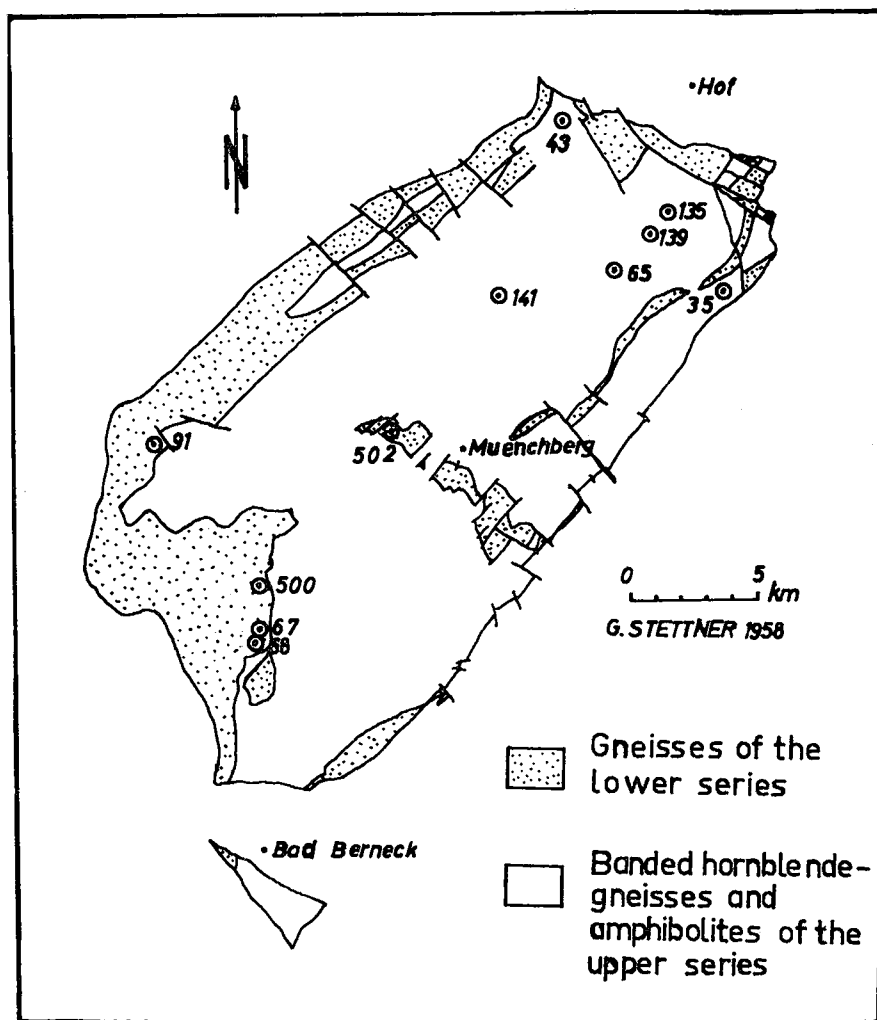 Hof
N
43
135
139
65
141
35
91
502
Muenchberg
500
67
68
0 5
km
G. STETTNER 1958
Gneisses of the
lower series
Bad Berneck
Banded hornblende-
gneisses and
amphibolites of the
upper series